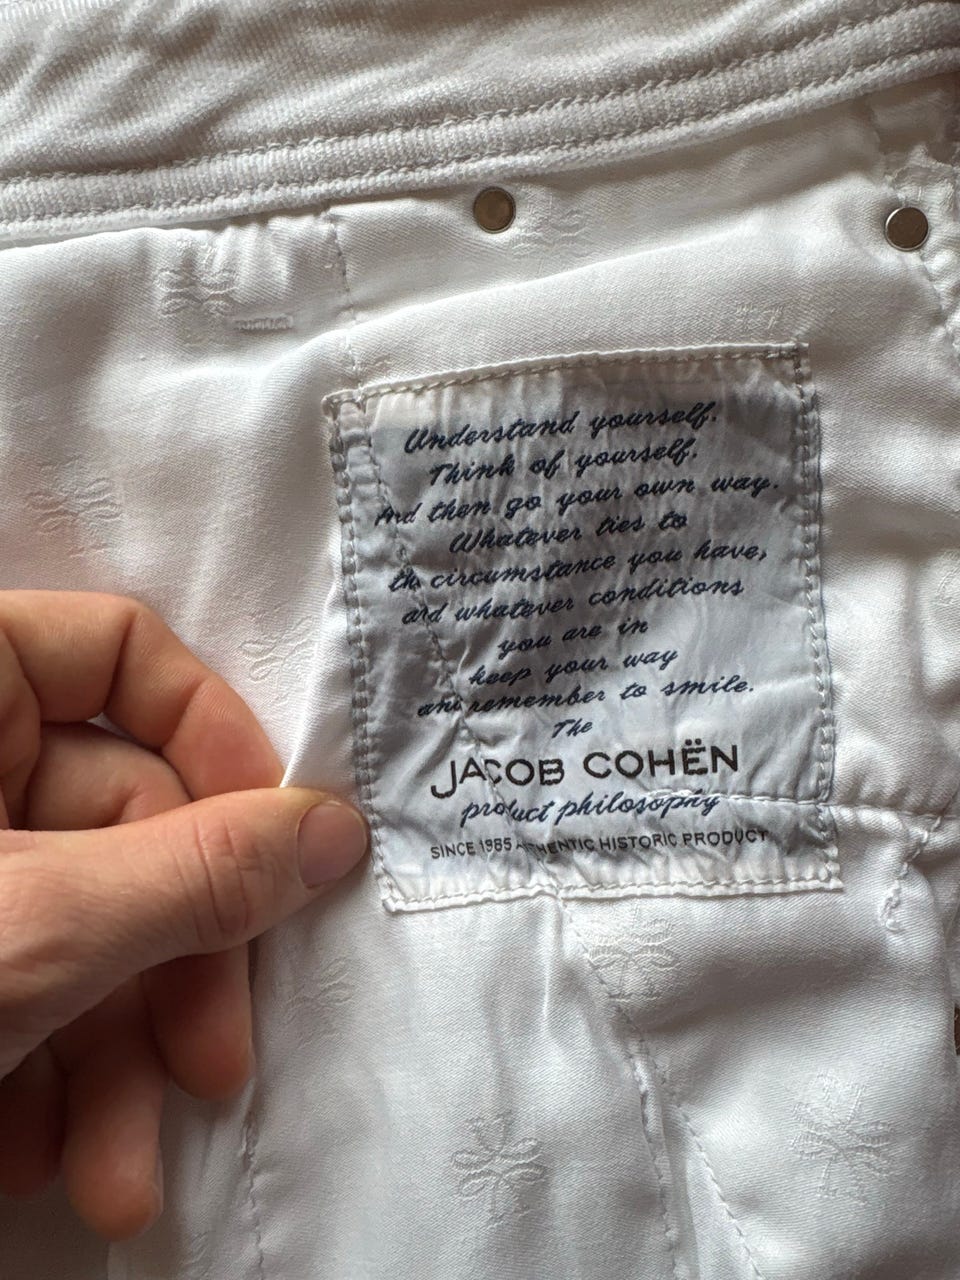 Understand yourself.
Think of yourself.
And then go your own way.
Whatever ties to
the circumstance you have,
and whatever conditions
you are in
keep your way
and remember to smile.
The
JACOB COHËN
product philosophy
SINCE 1985 AUTHENTIC HISTORIC PRODUCT